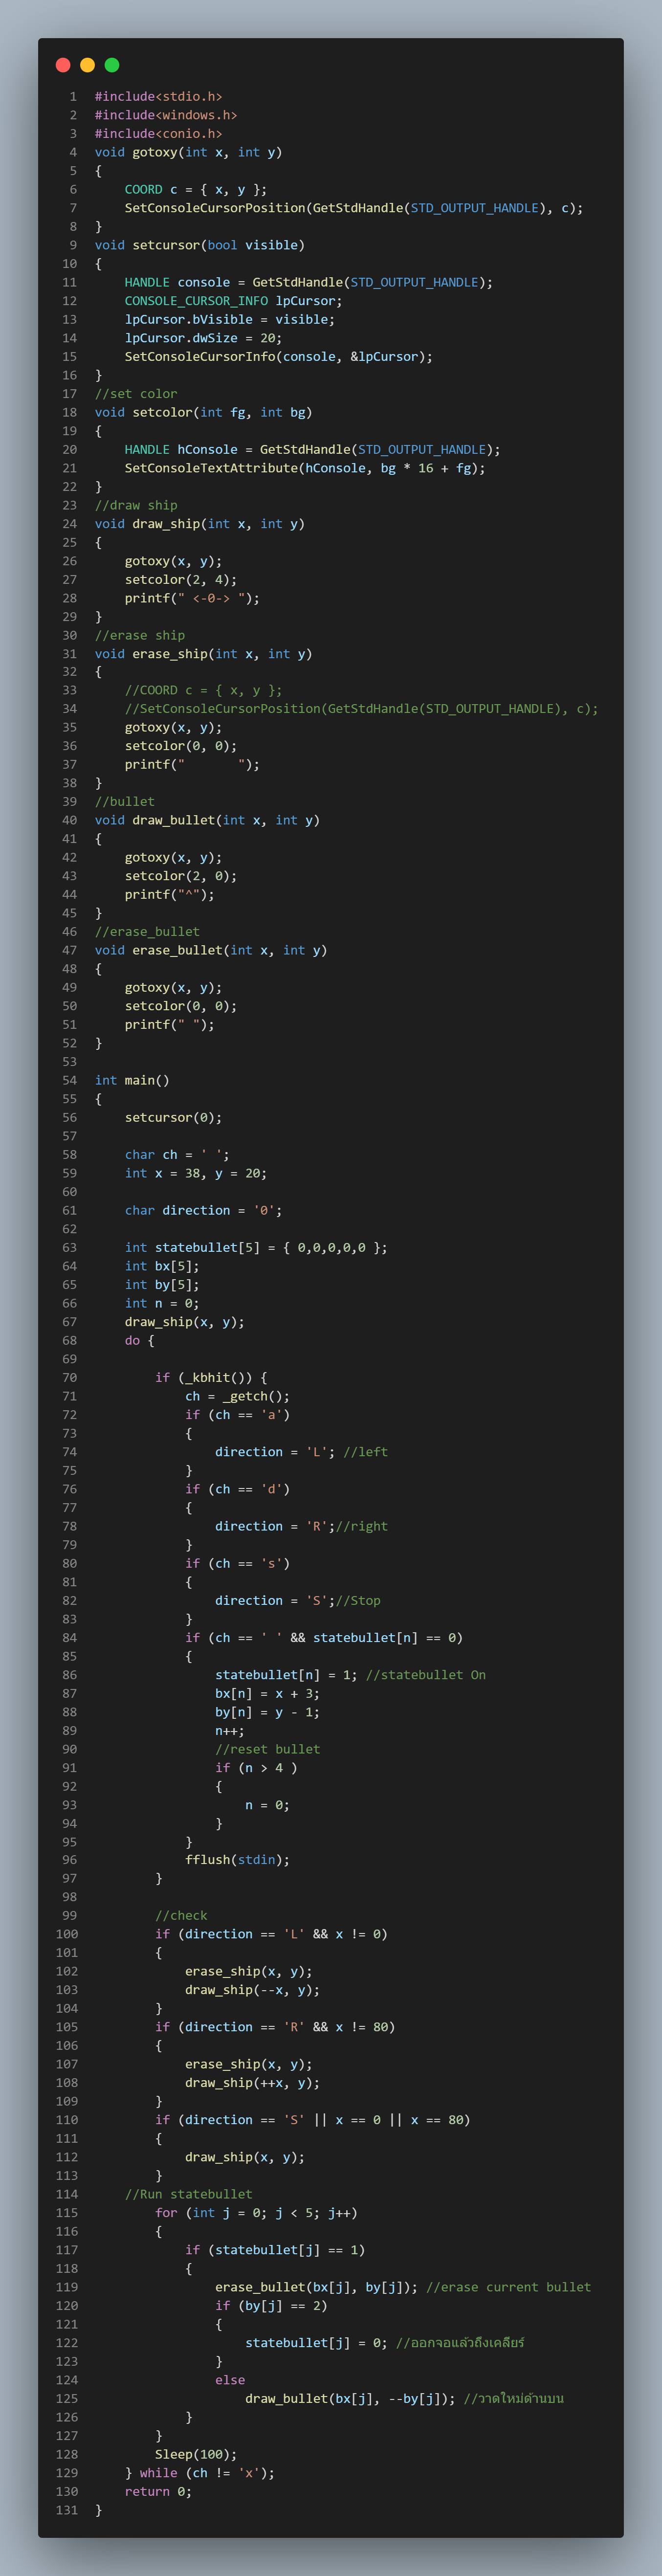 1 #include<stdio.h>
2 #include<windows.h>
3 #include<conio.h>
4 void gotoxy(int x, int y)
5 {
6     COORD c = { x, y };
7     SetConsoleCursorPosition(GetStdHandle(STD_OUTPUT_HANDLE), c);
8 }
9 void setcursor(bool visible)
10 {
11     HANDLE console = GetStdHandle(STD_OUTPUT_HANDLE);
12     CONSOLE_CURSOR_INFO lpCursor;
13     lpCursor.bVisible = visible;
14     lpCursor.dwSize = 20;
15     SetConsoleCursorInfo(console, &lpCursor);
16 }
17 //set color
18 void setcolor(int fg, int bg)
19 {
20     HANDLE hConsole = GetStdHandle(STD_OUTPUT_HANDLE);
21     SetConsoleTextAttribute(hConsole, bg * 16 + fg);
22 }
23 //draw ship
24 void draw_ship(int x, int y)
25 {
26     gotoxy(x, y);
27     setcolor(2, 4);
28     printf(" <-0-> ");
29 }
30 //erase ship
31 void erase_ship(int x, int y)
32 {
33     //COORD c = { x, y };
34     //SetConsoleCursorPosition(GetStdHandle(STD_OUTPUT_HANDLE), c);
35     gotoxy(x, y);
36     setcolor(0, 0);
37     printf("       ");
38 }
39 //bullet
40 void draw_bullet(int x, int y)
41 {
42     gotoxy(x, y);
43     setcolor(2, 0);
44     printf("^");
45 }
46 //erase_bullet
47 void erase_bullet(int x, int y)
48 {
49     gotoxy(x, y);
50     setcolor(0, 0);
51     printf(" ");
52 }
53
54 int main()
55 {
56     setcursor(0);
57
58     char ch = ' ';
59     int x = 38, y = 20;
60
61     char direction = '0';
62
63     int statebullet[5] = { 0,0,0,0,0 };
64     int bx[5];
65     int by[5];
66     int n = 0;
67     draw_ship(x, y);
68     do {
69
70         if (_kbhit()) {
71             ch = _getch();
72             if (ch == 'a')
73             {
74                 direction = 'L'; //left
75             }
76             if (ch == 'd')
77             {
78                 direction = 'R';//right
79             }
80             if (ch == 's')
81             {
82                 direction = 'S';//Stop
83             }
84             if (ch == ' ' && statebullet[n] == 0)
85             {
86                 statebullet[n] = 1; //statebullet On
87                 bx[n] = x + 3;
88                 by[n] = y - 1;
89                 n++;
90                 //reset bullet
91                 if (n > 4 )
92                 {
93                     n = 0;
94                 }
95             }
96             fflush(stdin);
97         }
98
99         //check
100         if (direction == 'L' && x != 0)
101         {
102             erase_ship(x, y);
103             draw_ship(--x, y);
104         }
105         if (direction == 'R' && x != 80)
106         {
107             erase_ship(x, y);
108             draw_ship(++x, y);
109         }
110         if (direction == 'S' || x == 0 || x == 80)
111         {
112             draw_ship(x, y);
113         }
114     //Run statebullet
115         for (int j = 0; j < 5; j++)
116         {
117             if (statebullet[j] == 1)
118             {
119                 erase_bullet(bx[j], by[j]); //erase current bullet
120                 if (by[j] == 2)
121                 {
122                     statebullet[j] = 0; //ออกจอแล้วถึงเคลียร์
123                 }
124                 else
125                     draw_bullet(bx[j], --by[j]); //วาดใหม่ด้านบน
126             }
127         }
128         Sleep(100);
129     } while (ch != 'x');
130     return 0;
131 }